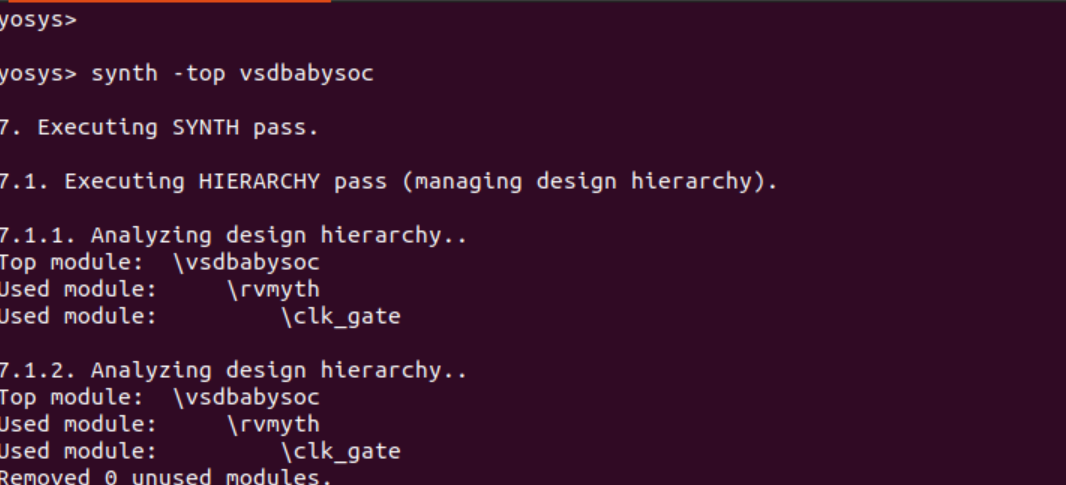 yosys>
yosys> synth -top vsdbabysoc
7. Executing SYNTH pass.
7.1. Executing HIERARCHY pass (managing design hierarchy).
7.1.1. Analyzing design hierarchy..
Top module:  \vsdbabysoc
Used module:     \rvmyth
Used module:         \clk_gate
7.1.2. Analyzing design hierarchy..
Top module:  \vsdbabysoc
Used module:     \rvmyth
Used module:         \clk_gate
Removed 0 unused modules.